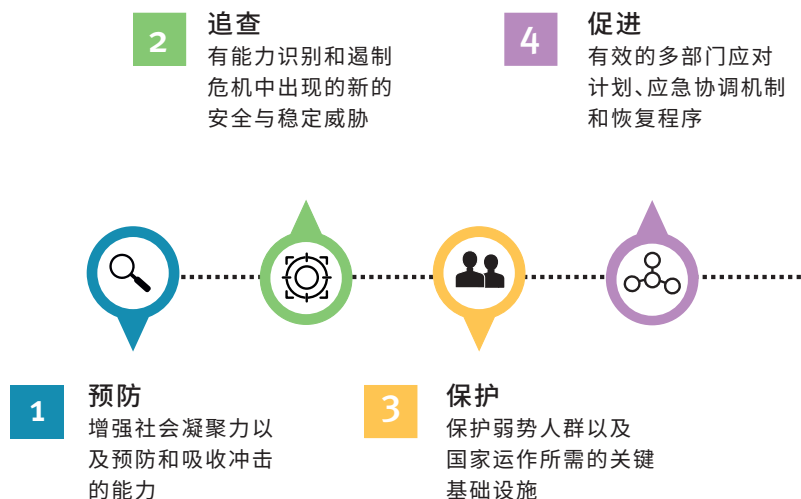 2
追查
有能力识别和遏制
危机中出现的新的
安全与稳定威胁
4
促进
有效的多部门应对
计划、应急协调机制
和恢复程序
1
预防
增强社会凝聚力以
及预防和吸收冲击
的能力
3
保护
保护弱势人群以及
国家运作所需的关键
基础设施